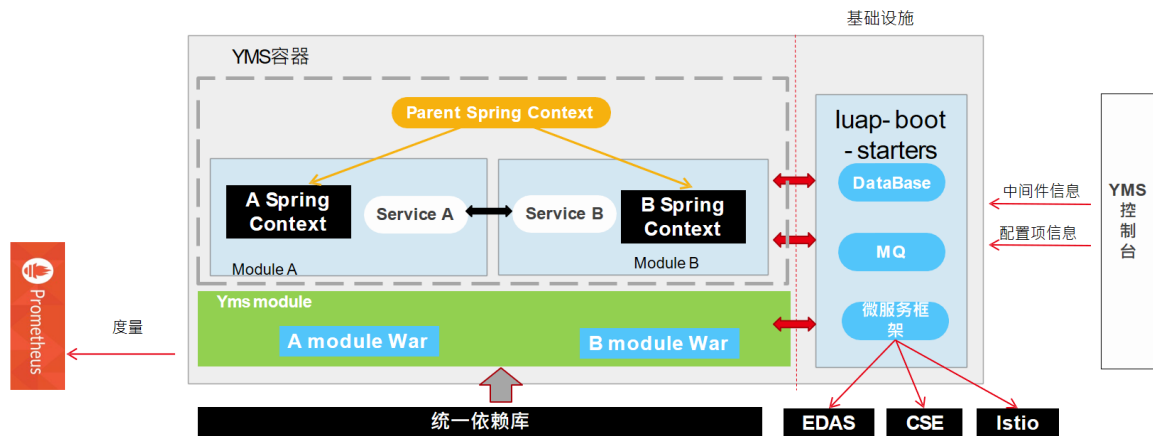 基础设施
YMS容器
Parent Spring Context
A Spring
Context
Service A
Service B
B Spring
Context
Module A
Module B
Yms module
A module War
B module War
统一依赖库
luap- boot
- starters
DataBase
MQ
微服务框
架
EDAS
CSE
Istio
中间件信息
配置项信息
YMS
控
制
台
Prometheus
度量